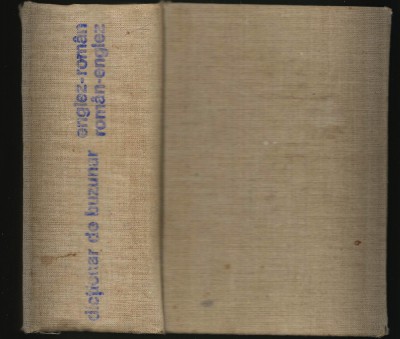 dicționar de buzunar
englez-român
român-englez